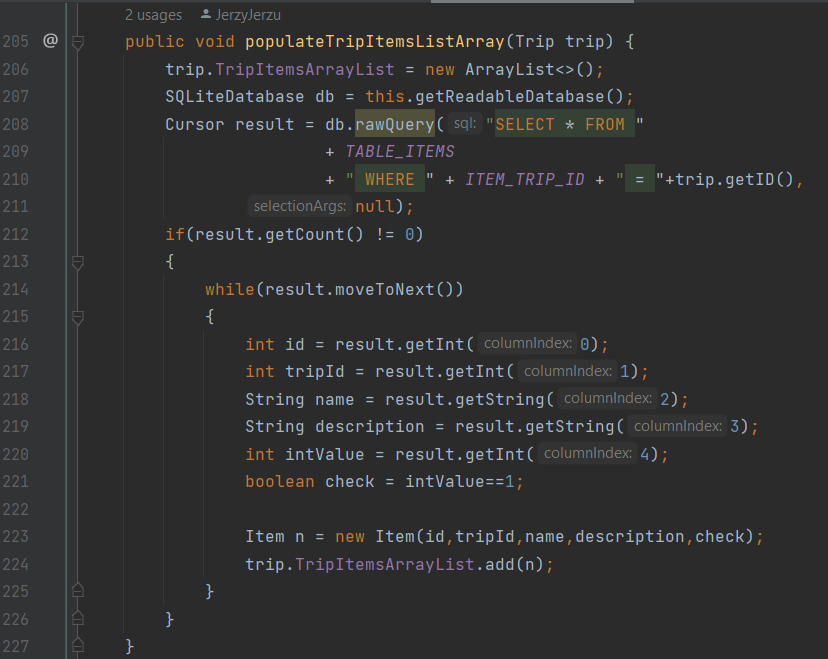 2 usages JerzyJerzu
205 @ public void populateTripItemsListArray(Trip trip) {
206 trip.TripItemsArrayList = new ArrayList<>();
207 SQLiteDatabase db = this.getReadableDatabase();
208 Cursor result = db.rawQuery( sql: "SELECT * FROM "
209 + TABLE_ITEMS
210 + " WHERE " + ITEM_TRIP_ID + " = "+trip.getID(),
211 selectionArgs: null);
212 if(result.getCount() != 0)
213 {
214 while(result.moveToNext())
215 {
216 int id = result.getInt( columnIndex: 0);
217 int tripId = result.getInt( columnIndex: 1);
218 String name = result.getString( columnIndex: 2);
219 String description = result.getString( columnIndex: 3);
220 int intValue = result.getInt( columnIndex: 4);
221 boolean check = intValue==1;
222
223 Item n = new Item(id,tripId,name,description,check);
224 trip.TripItemsArrayList.add(n);
225 }
226 }
227 }